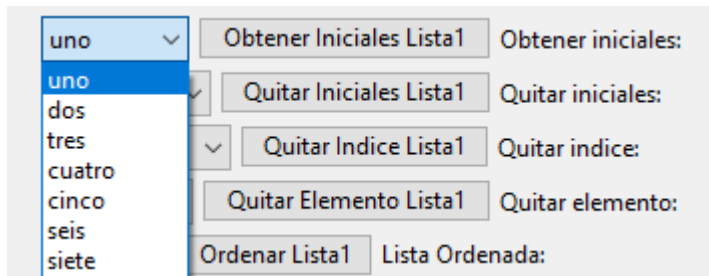 uno Obtener Iniciales Lista1 Obtener iniciales:
uno
Quitar Iniciales Lista1 Quitar iniciales:
dos
tres
Quitar Indice Lista1 Quitar indice:
cuatro
cinco
Quitar Elemento Lista1 Quitar elemento:
seis
siete
Ordenar Lista1 Lista Ordenada: